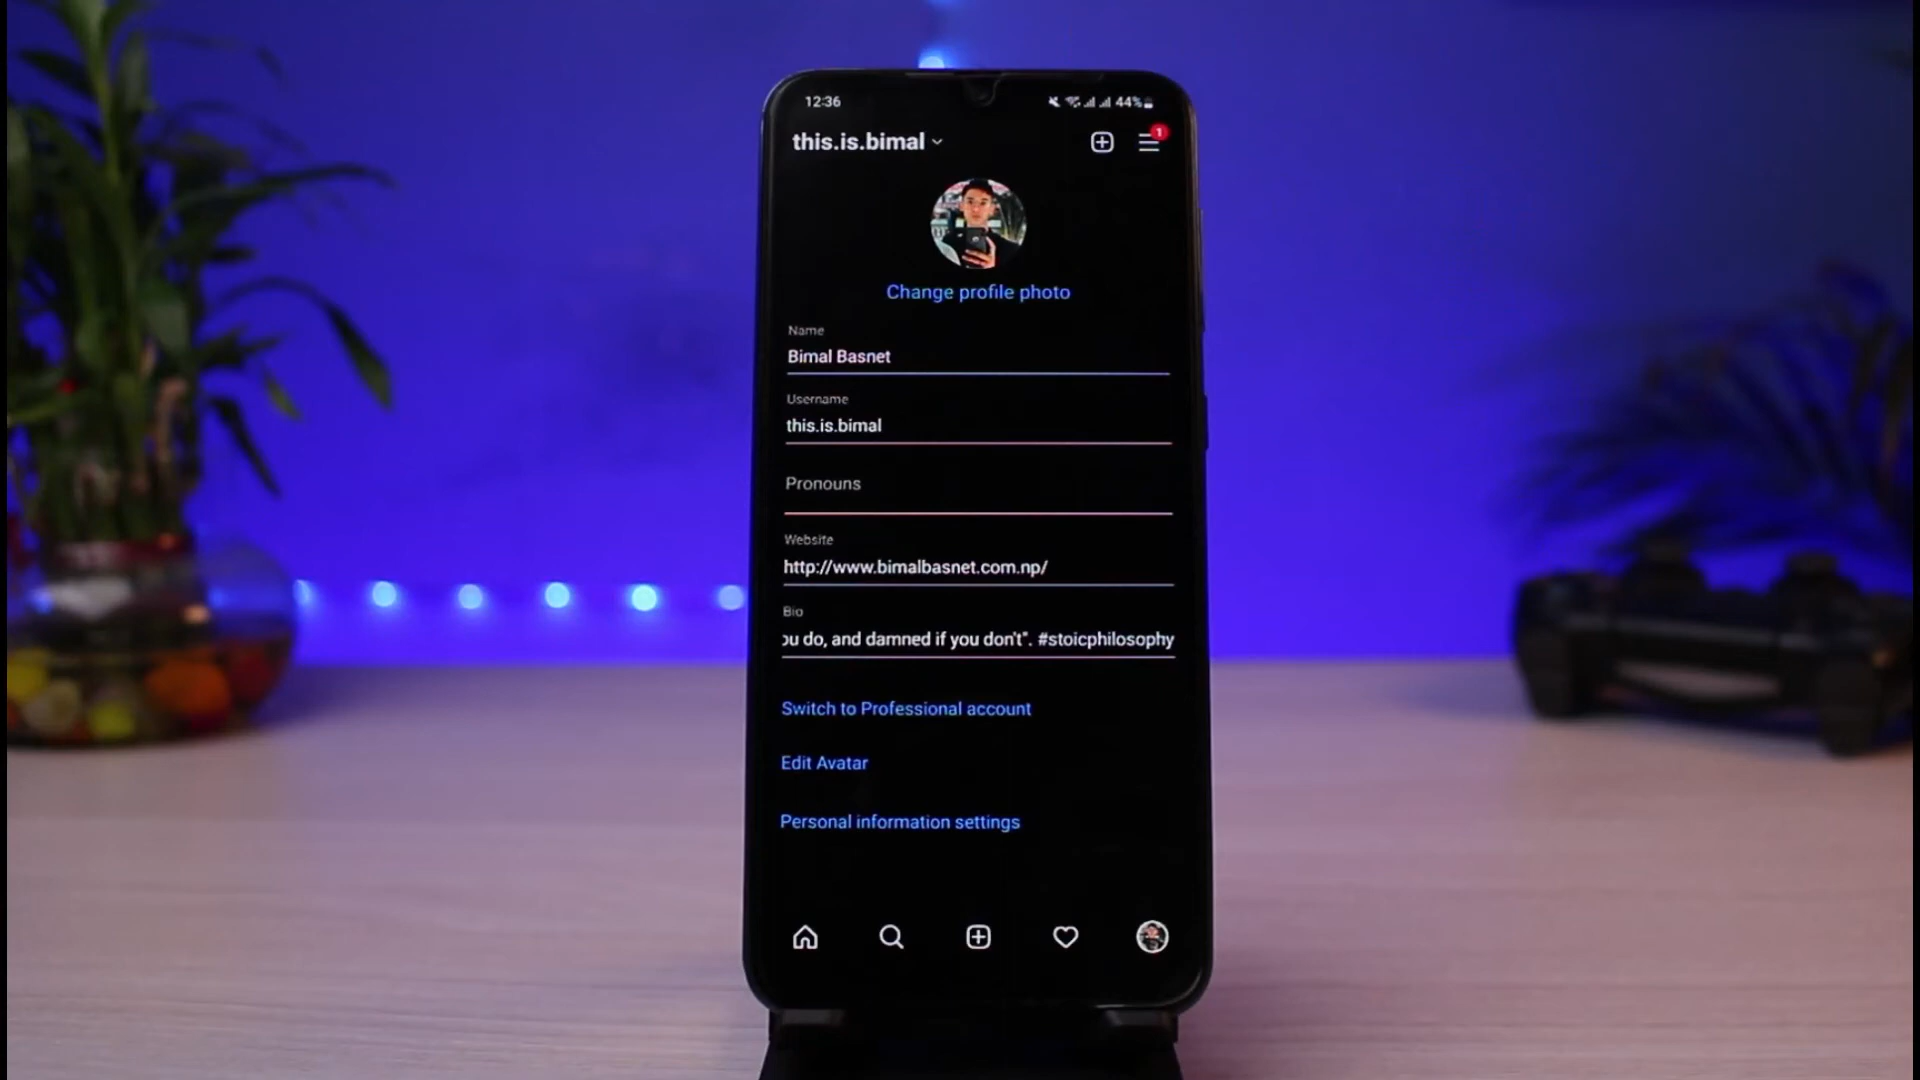 12:36
44%
this.is.bimal
1
Change profile photo
Name
Bimal Basnet
Username
this.is.bimal
Pronouns
Website
http://www.bimalbasnet.com.np/
Bio
ou do, and damned if you don't". #stoicphilosophy
Switch to Professional account
Edit Avatar
Personal information settings